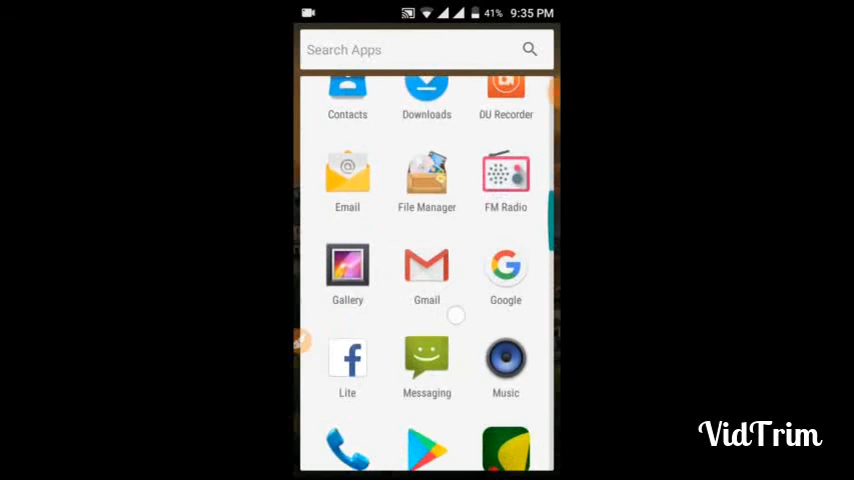 41% 9:35 PM
Search Apps
Contacts Downloads DU Recorder
Email File Manager FM Radio
Gallery Gmail Google
Lite Messaging Music
VidTrim